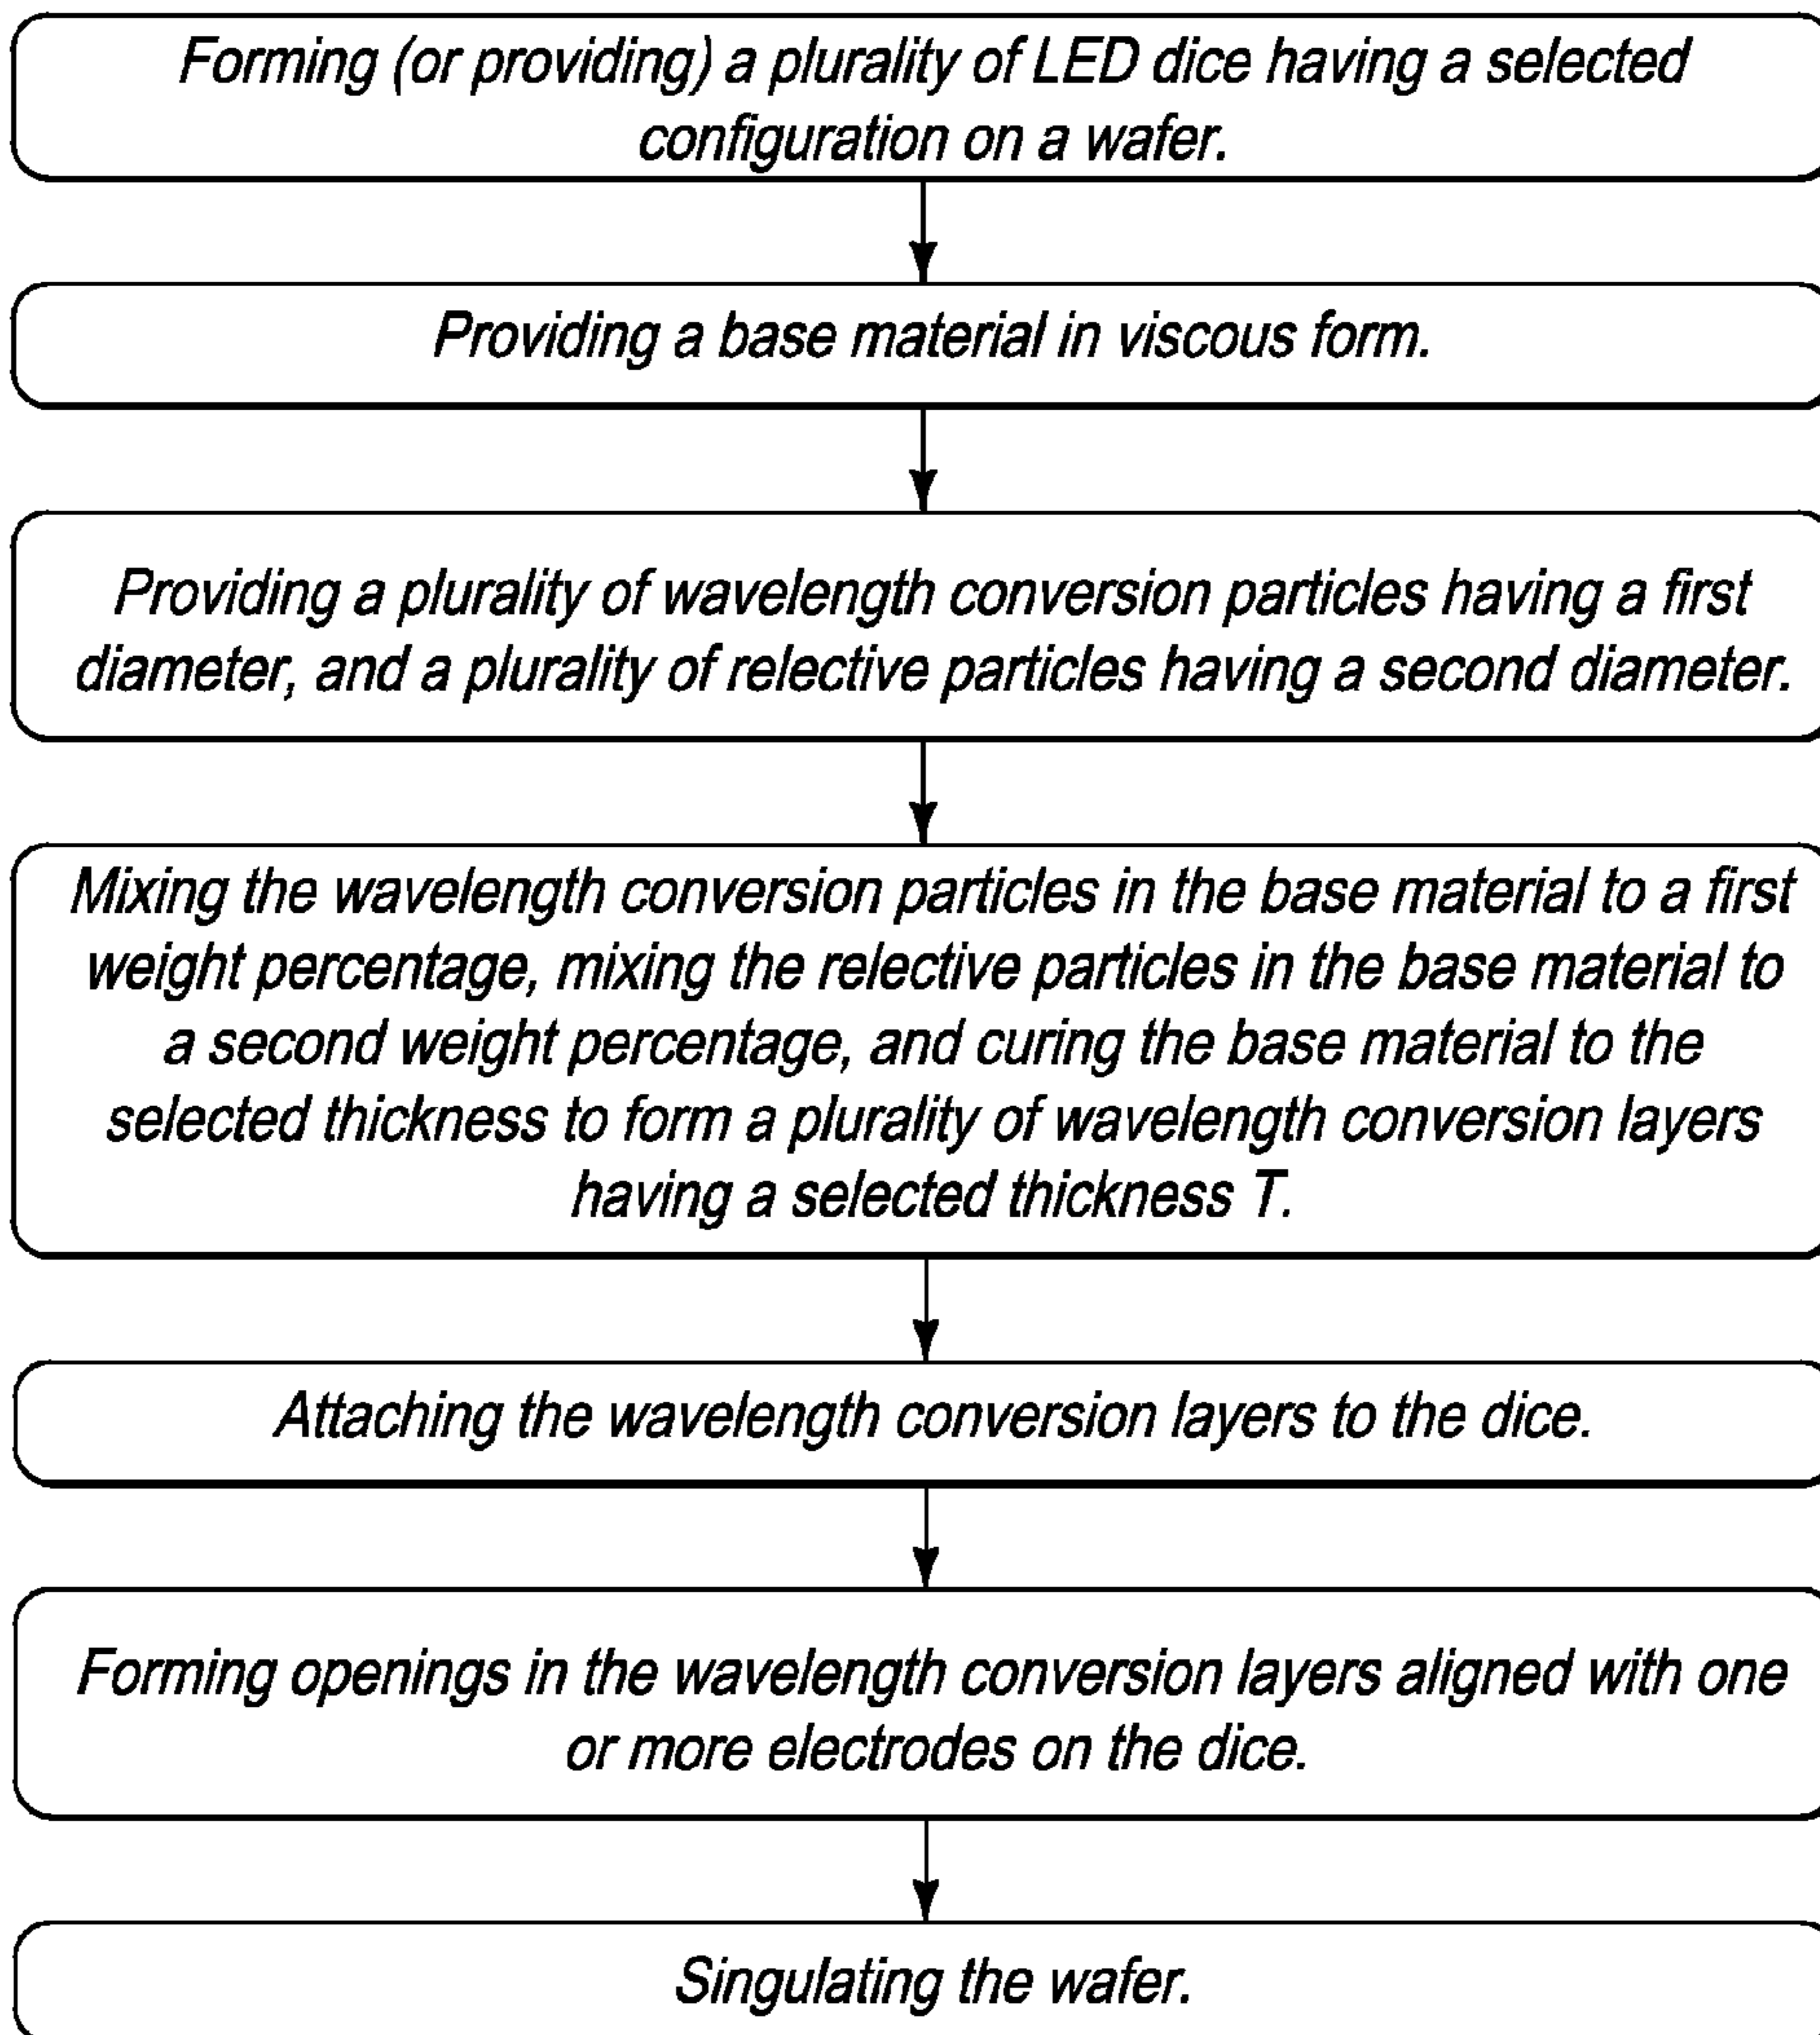 Forming (or providing) a plurality of LED dice having a selected
configuration on a wafer.
Providing a base material in viscous form.
Providing a plurality of wavelength conversion particles having a first
diameter, and a plurality of relective particles having a second diameter.
Mixing the wavelength conversion particles in the base material to a first
weight percentage, mixing the relective particles in the base material to
a second weight percentage, and curing the base material to the
selected thickness to form a plurality of wavelength conversion layers
having a selected thickness T.
Attaching the wavelength conversion layers to the dice.
Forming openings in the wavelength conversion layers aligned with one
or more electrodes on the dice.
Singulating the wafer.